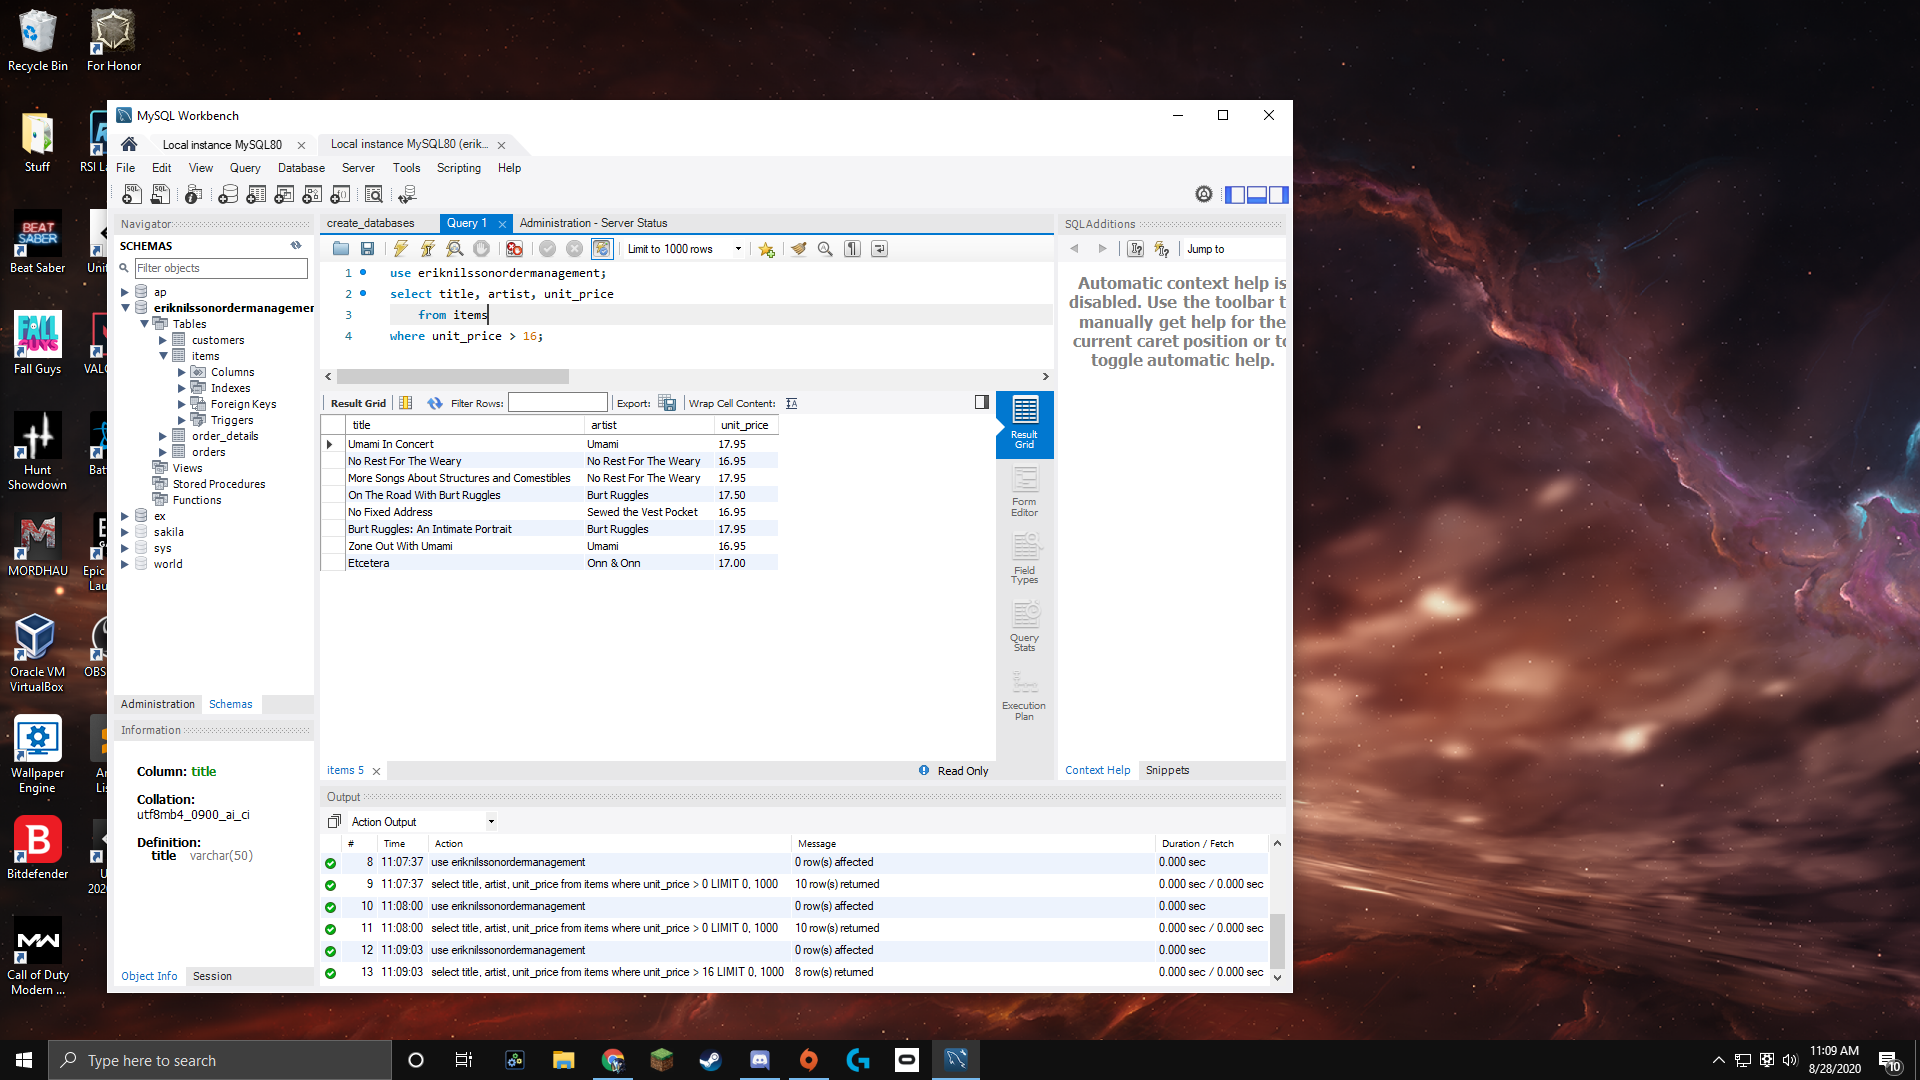 Recycle Bin
For Honor
Stuff
RSI La
BEAT
SABER
Beat Saber
Unit
FALL
GUYS
Fall Guys
VALO
Hunt
Showdown
Batt
MORDHAU
Epic
Lau
Oracle VM
VirtualBox
OBS
Wallpaper
Engine
Ar
Lis
B
Bitdefender
U
202
MW
Call of Duty
Modern ...
MySQL Workbench
Local instance MySQL80
Local instance MySQL80 (erik...
File Edit View Query Database Server Tools Scripting Help
Navigator
SCHEMAS
Filter objects
ap
eriknilssonordermanagemen
Tables
customers
items
Columns
Indexes
Foreign Keys
Triggers
order_details
orders
Views
Stored Procedures
Functions
ex
sakila
sys
world
Administration Schemas
Information
Column: title
Collation:
utf8mb4_0900_ai_ci
Definition:
title varchar(50)
Object Info Session
create_databases Query 1 Administration - Server Status
Limit to 1000 rows
1 use eriknilssonordermanagement;
2 select title, artist, unit_price
3 from items
4 where unit_price > 16;
Result Grid Filter Rows: Export: Wrap Cell Content:
title artist unit_price
Umami In Concert Umami 17.95
No Rest For The Weary No Rest For The Weary 16.95
More Songs About Structures and Comestibles No Rest For The Weary 17.95
On The Road With Burt Ruggles Burt Ruggles 17.50
No Fixed Address Sewed the Vest Pocket 16.95
Burt Ruggles: An Intimate Portrait Burt Ruggles 17.95
Zone Out With Umami Umami 16.95
Etcetera Onn & Onn 17.00
Result
Grid
Form
Editor
Field
Types
Query
Stats
Execution
Plan
items 5
Read Only
SQLAdditions
Jump to
Automatic context help is
disabled. Use the toolbar t
manually get help for the
current caret position or to
toggle automatic help.
Context Help Snippets
Output
Action Output
# Time Action Message Duration / Fetch
8 11:07:37 use eriknilssonordermanagement 0 row(s) affected 0.000 sec
9 11:07:37 select title, artist, unit_price from items where unit_price > 0 LIMIT 0, 1000 10 row(s) returned 0.000 sec / 0.000 sec
10 11:08:00 use eriknilssonordermanagement 0 row(s) affected 0.000 sec
11 11:08:00 select title, artist, unit_price from items where unit_price > 0 LIMIT 0, 1000 10 row(s) returned 0.000 sec / 0.000 sec
12 11:09:03 use eriknilssonordermanagement 0 row(s) affected 0.000 sec
13 11:09:03 select title, artist, unit_price from items where unit_price > 16 LIMIT 0, 1000 8 row(s) returned 0.000 sec / 0.000 sec
Type here to search
11:09 AM
8/28/2020
10